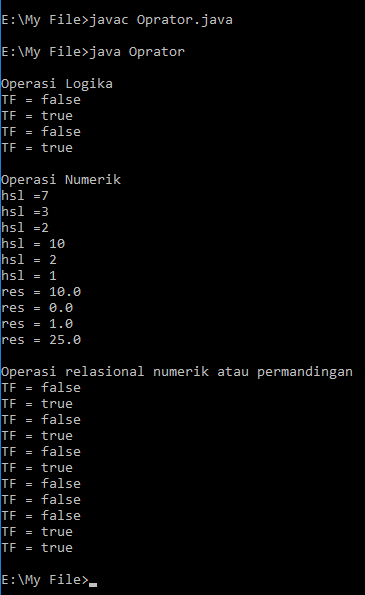 E:\My File>javac Oprator.java
E:\My File>java Oprator
Operasi Logika
TF = false
TF = true
TF = false
TF = true
Operasi Numerik
hsl =7
hsl =3
hsl =2
hsl = 10
hsl = 2
hsl = 1
res = 10.0
res = 0.0
res = 1.0
res = 25.0
Operasi relasional numerik atau permandingan
TF = false
TF = true
TF = false
TF = true
TF = false
TF = true
TF = false
TF = false
TF = false
TF = true
TF = true
E:\My File>